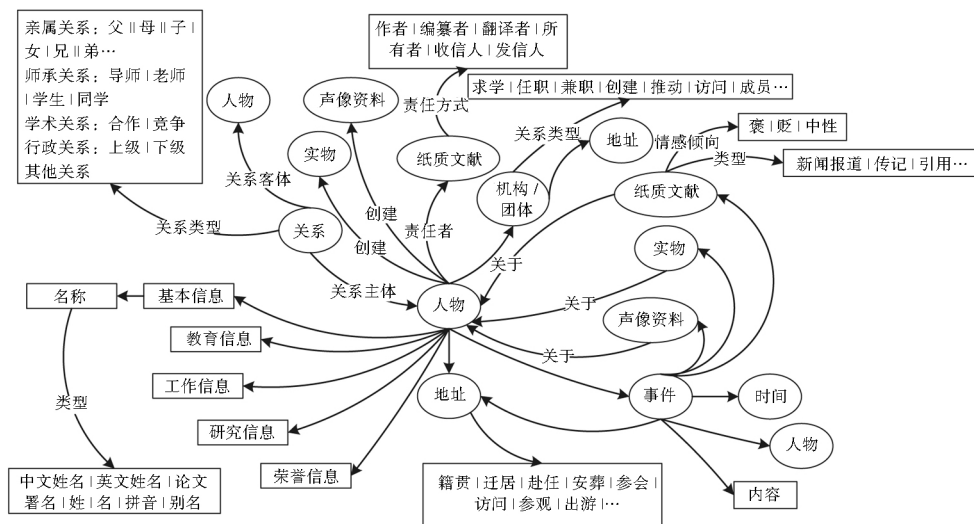 亲属关系：父‖母‖子|
女|兄‖弟…
师承关系：导师|老师
|学生|同学
学术关系：合作|竞争
行政关系：上级|下级
其他关系
作者|编纂者|翻译者|所
有者|收信人|发信人
求学|任职|兼职|创建|推动|访问|成员…
褒|贬|中性
新闻报道|传记|引用…
人物
声像资料
责任方式
关系类型
地址
情感倾向
类型
实物
纸质文献
机构/
团体
纸质文献
关系客体
关系类型
关系
创建
创建
责任者
关于
实物
关系主体
人物
关于
声像资料
关于
名称
基本信息
教育信息
工作信息
研究信息
荣誉信息
类型
地址
事件
时间
人物
内容
中文姓名|英文姓名|论文
署名|姓|名|拼音|别名
籍贯|迁居|赴任|安葬|参会|
访问|参观|出游|…